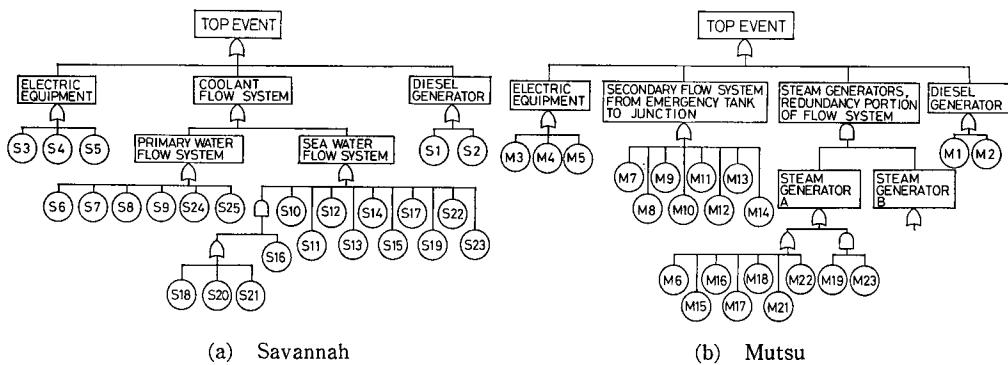 TOP EVENT
ELECTRIC
EQUIPMENT
COOLANT
FLOW SYSTEM
DIESEL
GENERATOR
S3 S4 S5
S1 S2
PRIMARY WATER
FLOW SYSTEM
SEA WATER
FLOW SYSTEM
S6 S7 S8 S9 S24 S25
S10 S12 S14 S17 S22
S16 S11 S13 S15 S19 S23
S18 S20 S21
(a) Savannah
TOP EVENT
ELECTRIC
EQUIPMENT
SECONDARY FLOW SYSTEM
FROM EMERGENCY TANK
TO JUNCTION
STEAM GENERATORS,
REDUNDANCY PORTION
OF FLOW SYSTEM
DIESEL
GENERATOR
M3 M4 M5
M7 M9 M11 M13
M8 M10 M12 M14
M1 M2
STEAM
GENERATOR
A
STEAM
GENERATOR
B
M6 M16 M18 M22 M19 M23
M15 M17 M21
(b) Mutsu